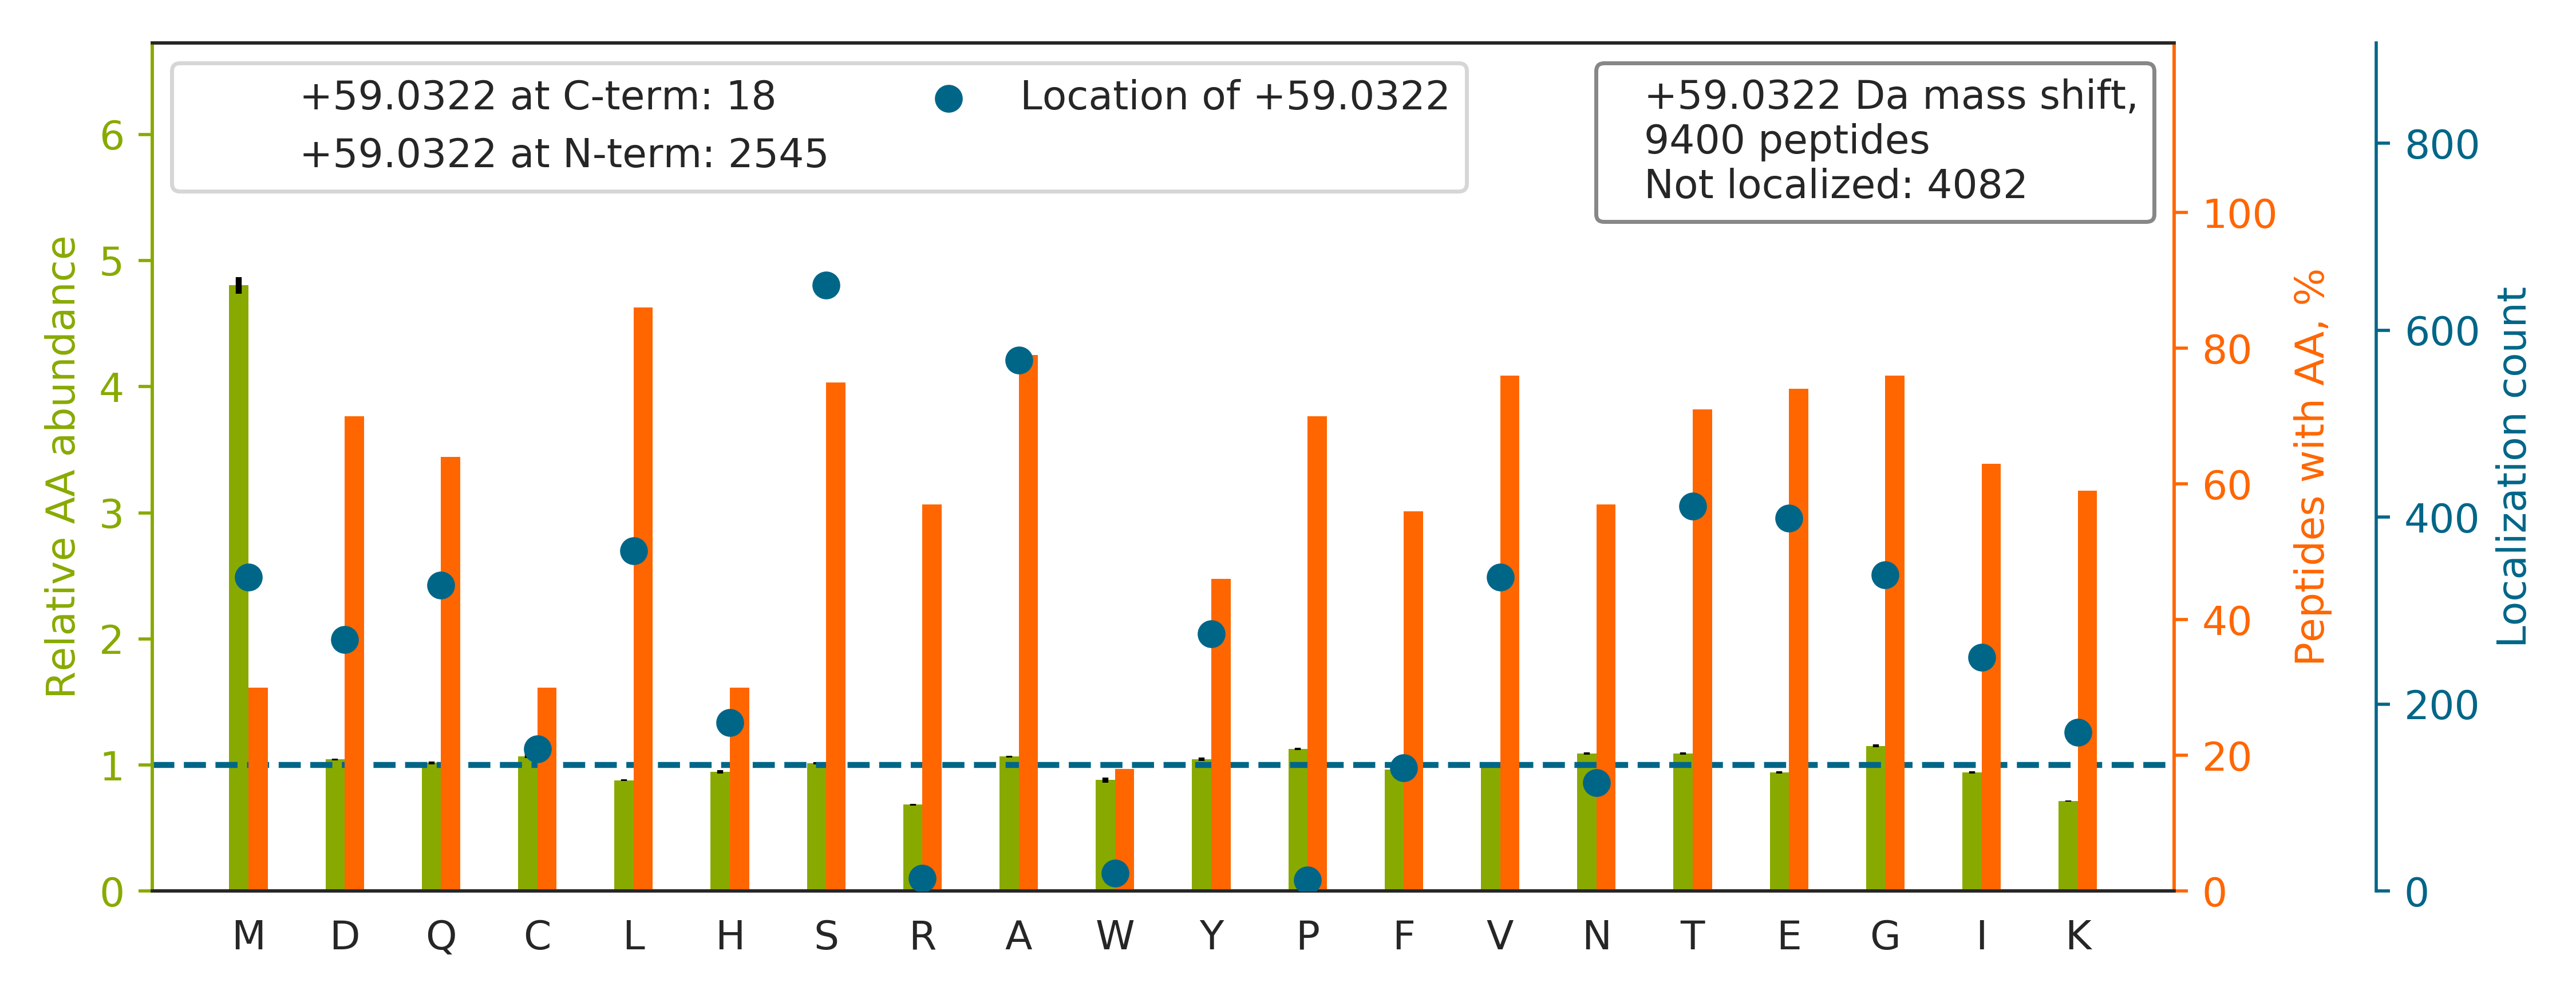 +59.0322 at C-term: 18
+59.0322 at N-term: 2545
Location of +59.0322
+59.0322 Da mass shift,
9400 peptides
Not localized: 4082
Relative AA abundance
6
5
4
3
2
1
0
100
80
60
40
20
0
Peptides with AA, %
800
600
400
200
0
Localization count
M D Q C L H S R A W Y P F V N T E G I K